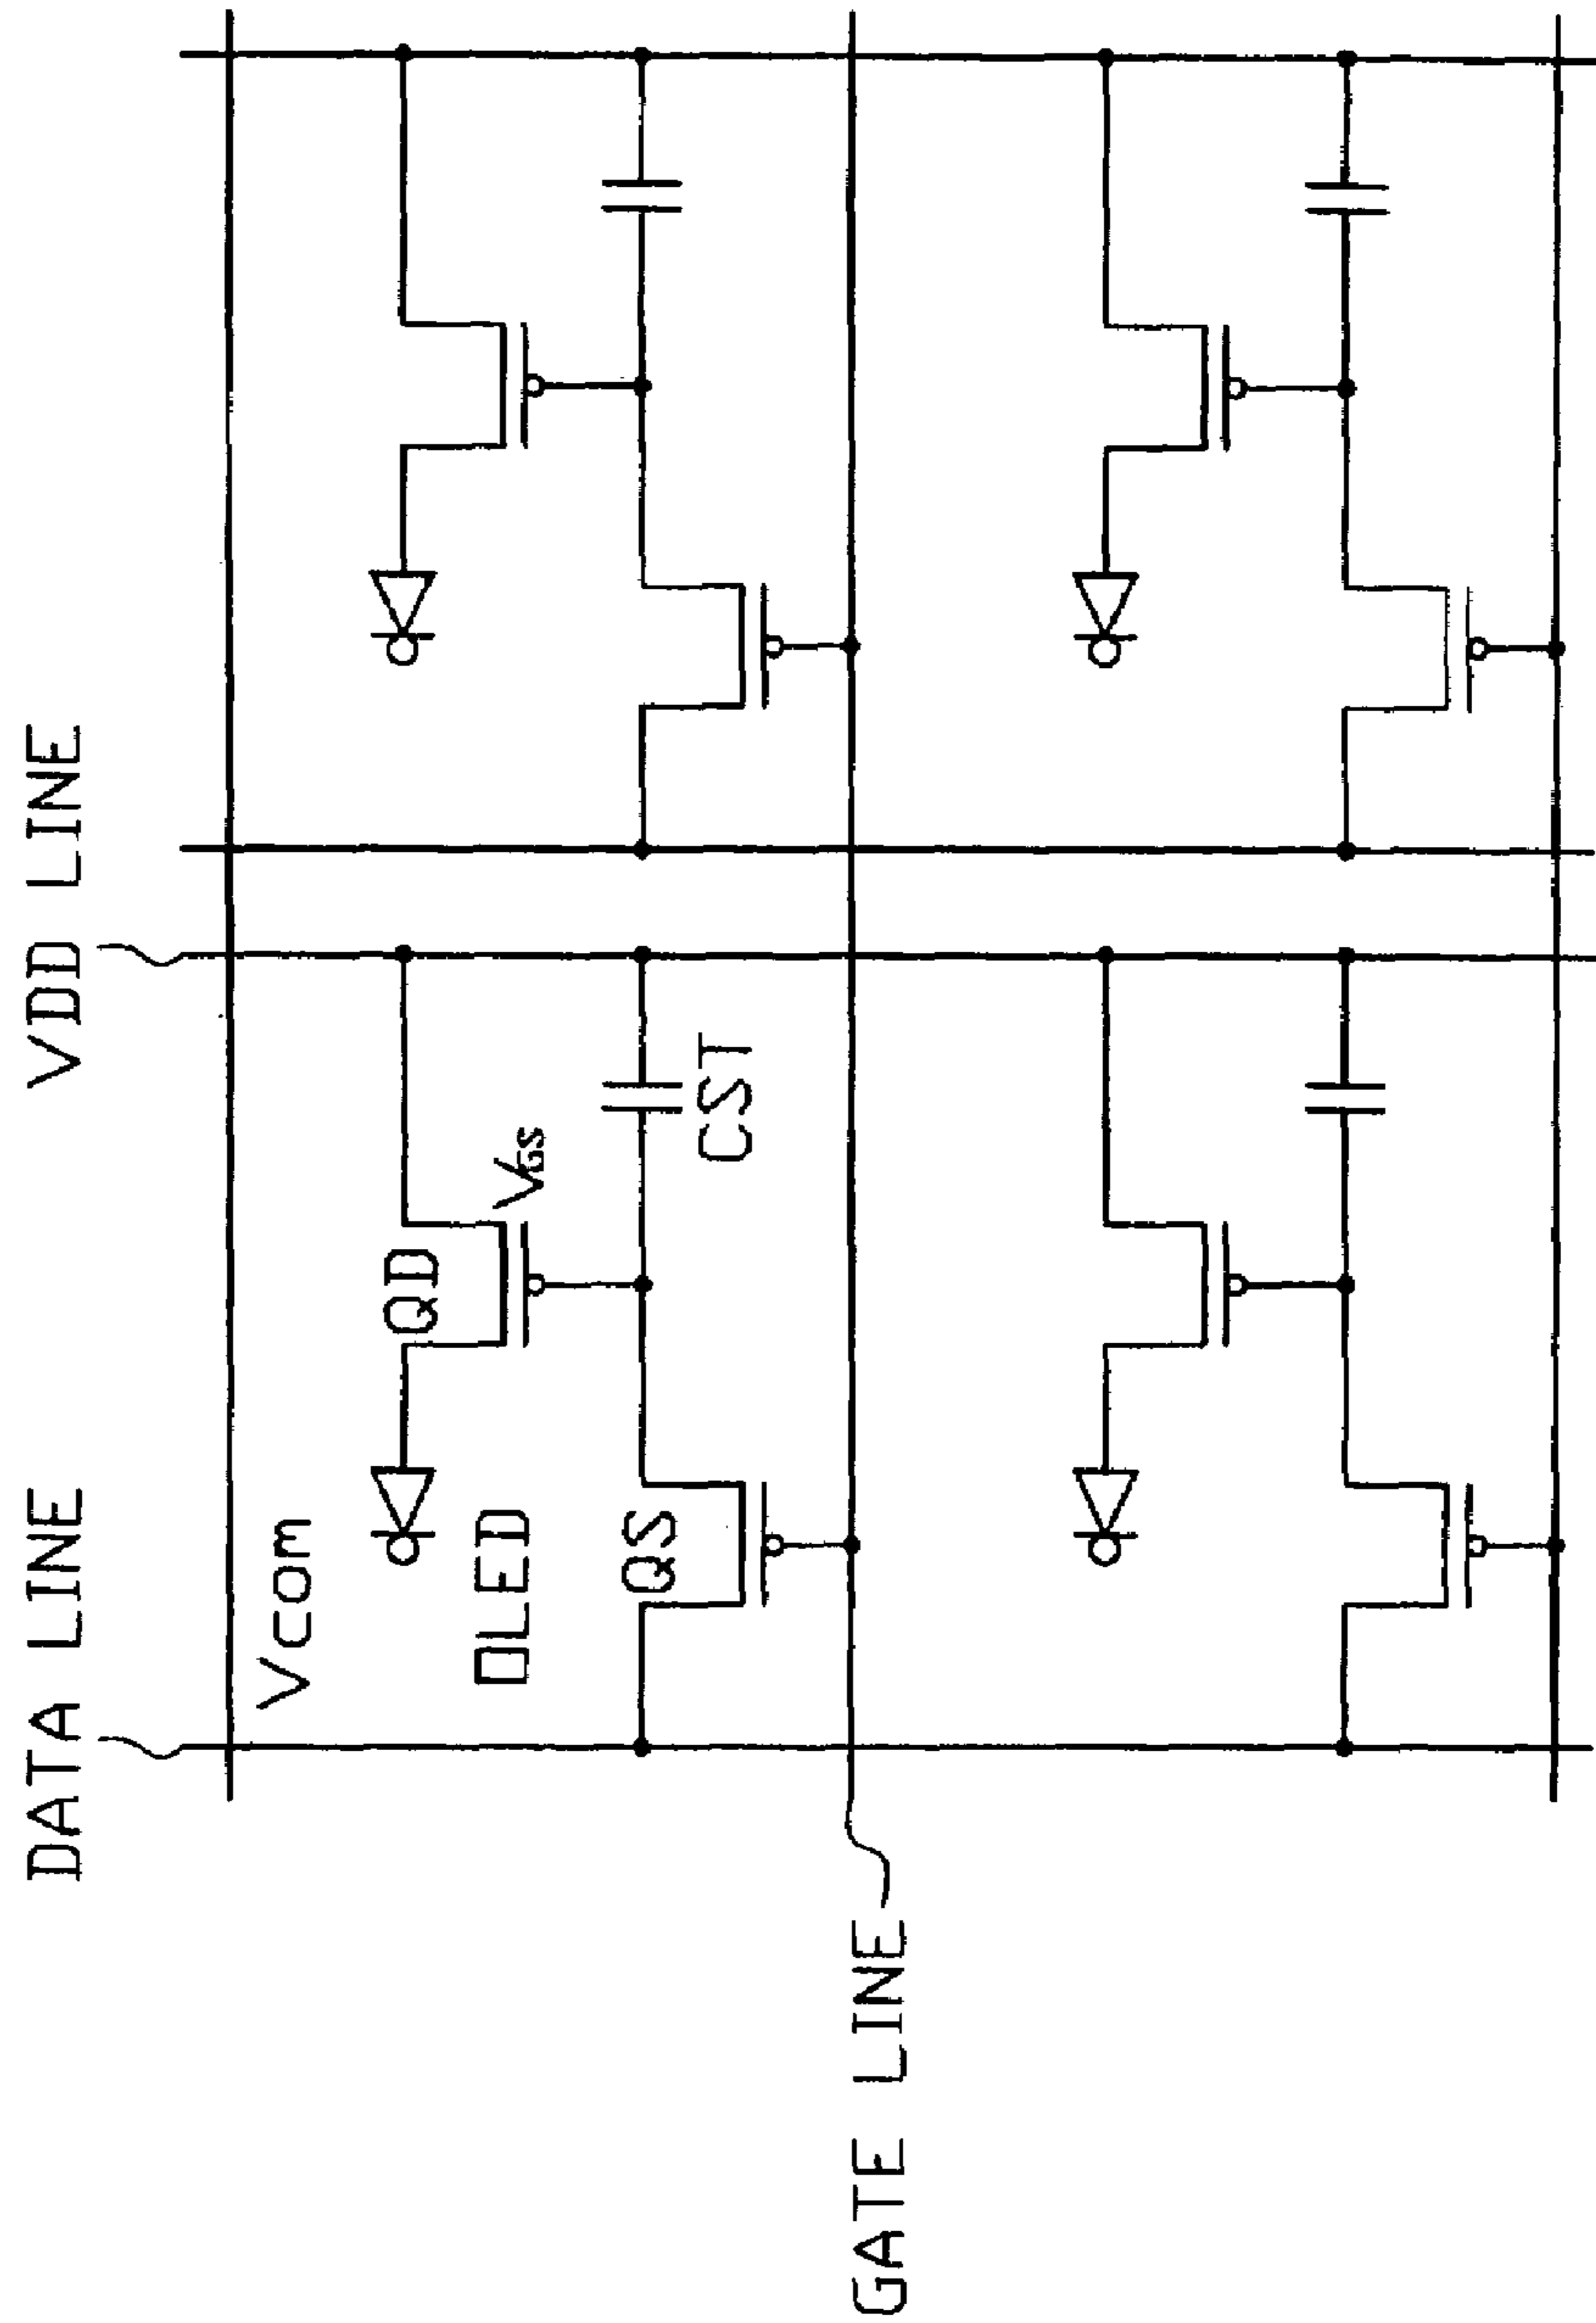 DATA LINE
VDD LINE
Vcom
OLED
QD
VGS
QS
CST
GATE LINE